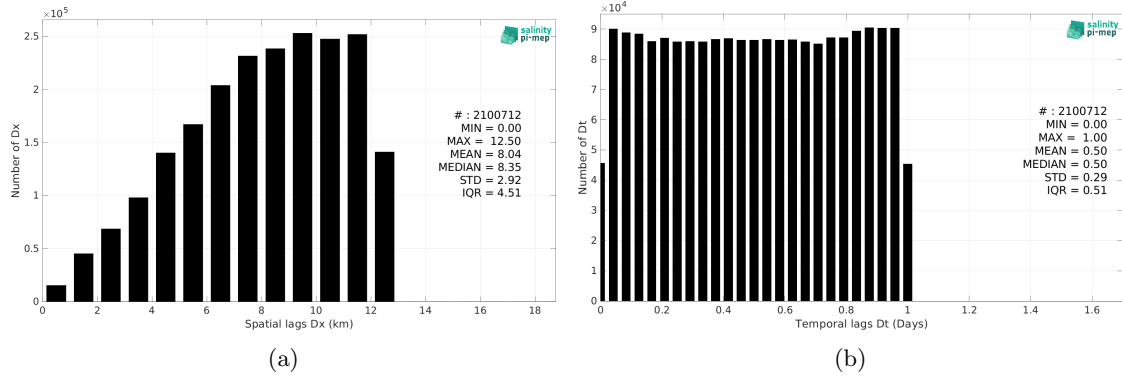 ×10^5
2.5
2
1.5
1
0.5
0
Number of Dx
0 2 4 6 8 10 12 14 16 18
Spatial lags Dx (km)
salinity
pi-mep
# : 2100712
MIN = 0.00
MAX = 12.50
MEAN = 8.04
MEDIAN = 8.35
STD = 2.92
IQR = 4.51
(a)
×10^4
9
8
7
6
5
4
3
2
1
0
Number of Dt
0 0.2 0.4 0.6 0.8 1 1.2 1.4 1.6
Temporal lags Dt (Days)
salinity
pi-mep
# : 2100712
MIN = 0.00
MAX = 1.00
MEAN = 0.50
MEDIAN = 0.50
STD = 0.29
IQR = 0.51
(b)